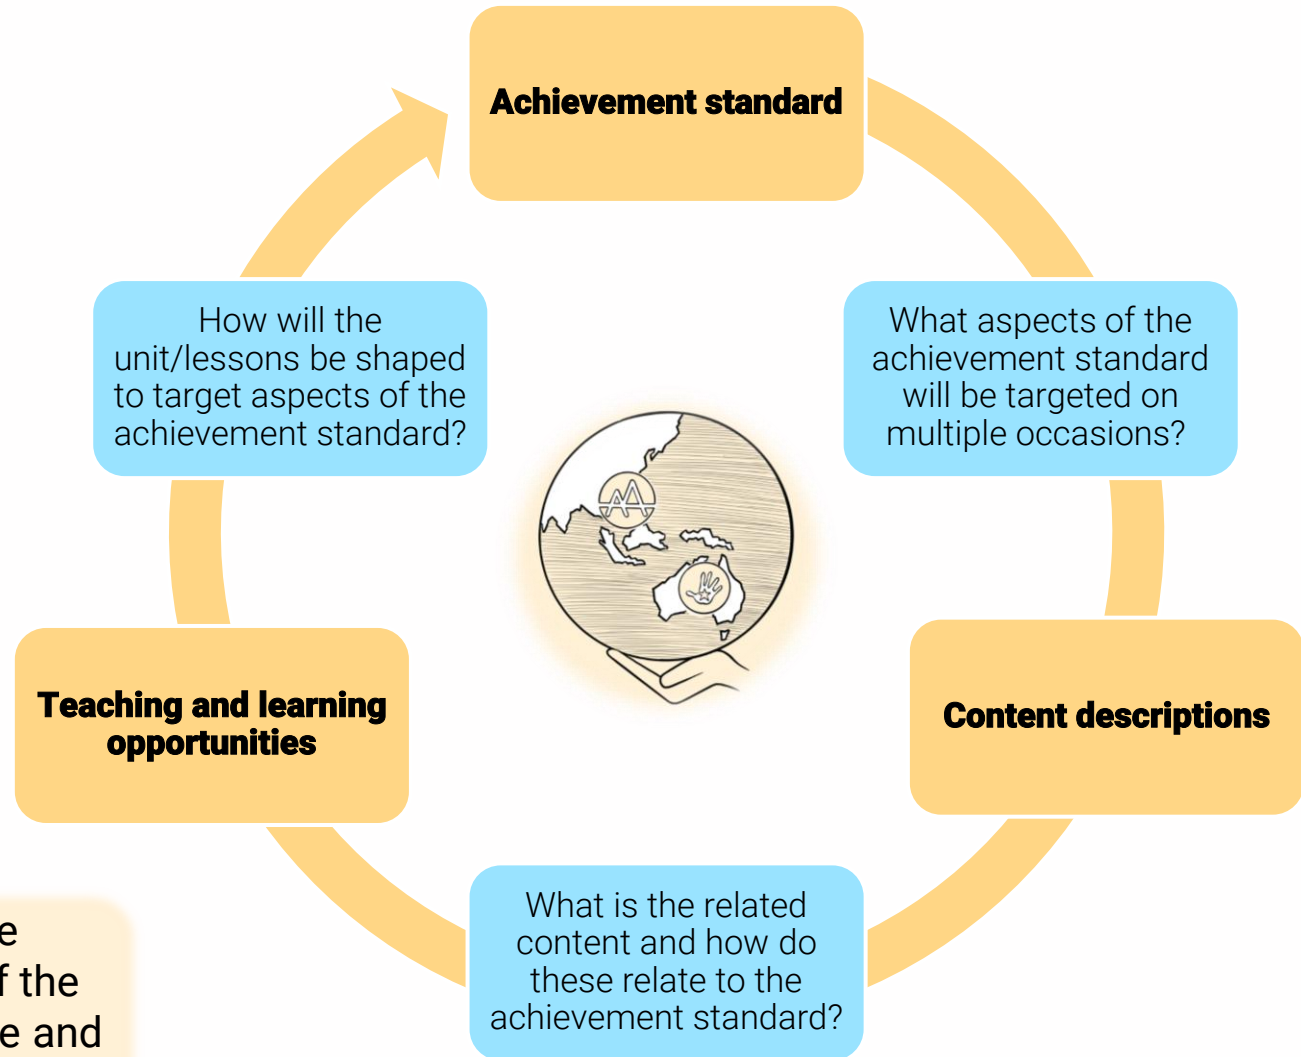 Achievement standard
What aspects of the
achievement standard
will be targeted on
multiple occasions?
Content descriptions
What is the related
content and how do
these relate to the
achievement standard?
Teaching and learning
opportunities
How will the
unit/lessons be shaped
to target aspects of the
achievement standard?
the
e and